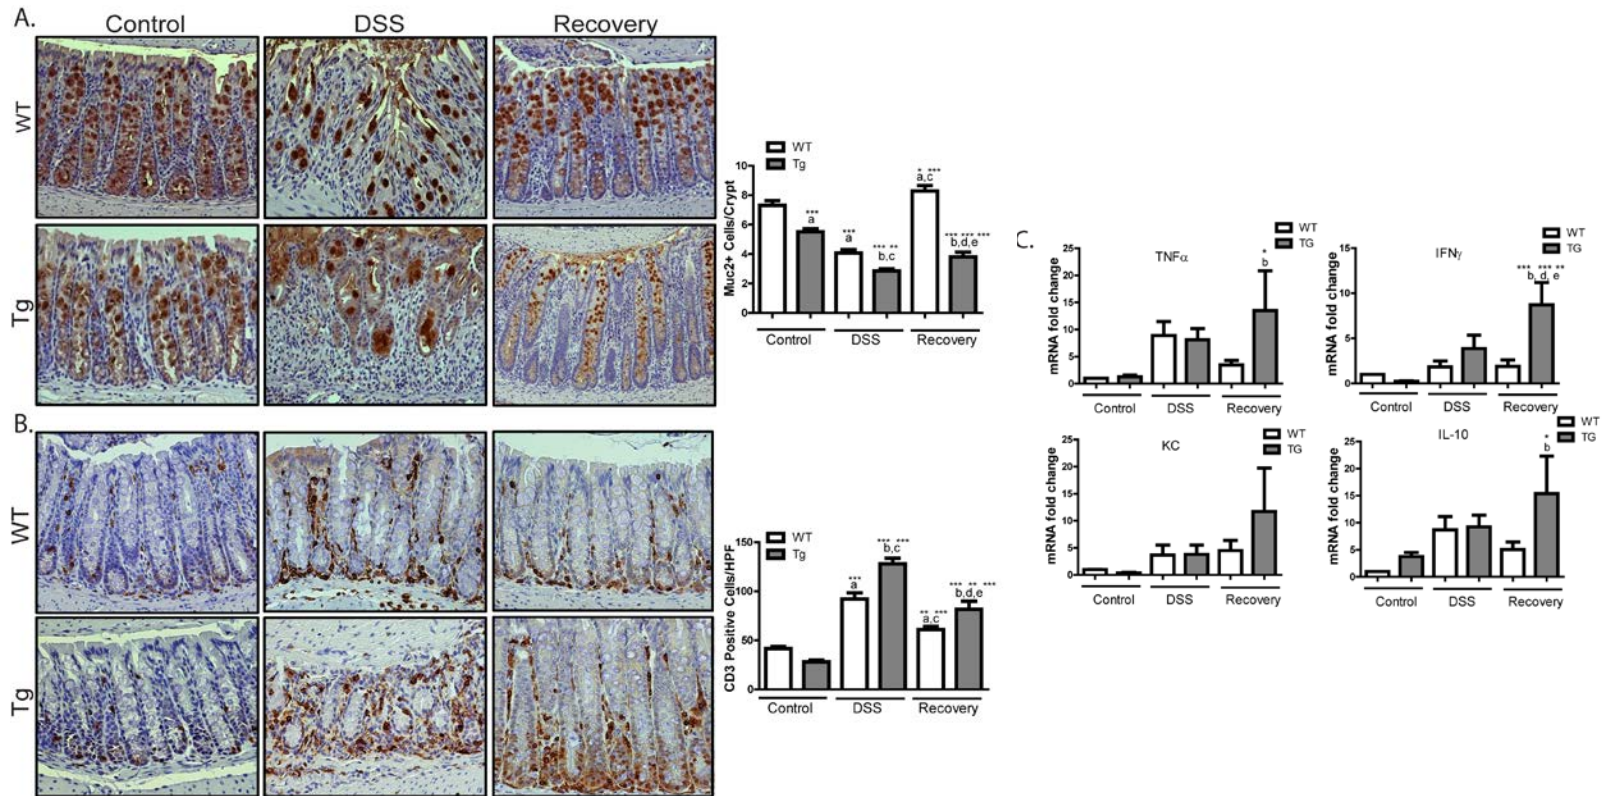 A.
Control
DSS
Recovery
WT
Tg
WT
Tg
Muc2+ Cells/Crypt
10
8
6
4
2
0
*** a
*** a
*** ** b,c
* *** a,c
*** *** *** b,d,e
Control
DSS
Recovery
B.
WT
Tg
WT
Tg
CD3 Positive Cells/HPF
150
100
50
0
*** a
*** *** b,c
** *** a,c
*** ** *** b,d,e
Control
DSS
Recovery
C.
WT
TG
TNFα
mRNA fold change
25
20
15
10
5
0
* b
Control
DSS
Recovery
WT
TG
IFNγ
mRNA fold change
15
10
5
0
*** *** ** b, d, e
Control
DSS
Recovery
WT
TG
KC
mRNA fold change
25
20
15
10
5
0
Control
DSS
Recovery
WT
TG
IL-10
mRNA fold change
25
20
15
10
5
0
* b
Control
DSS
Recovery